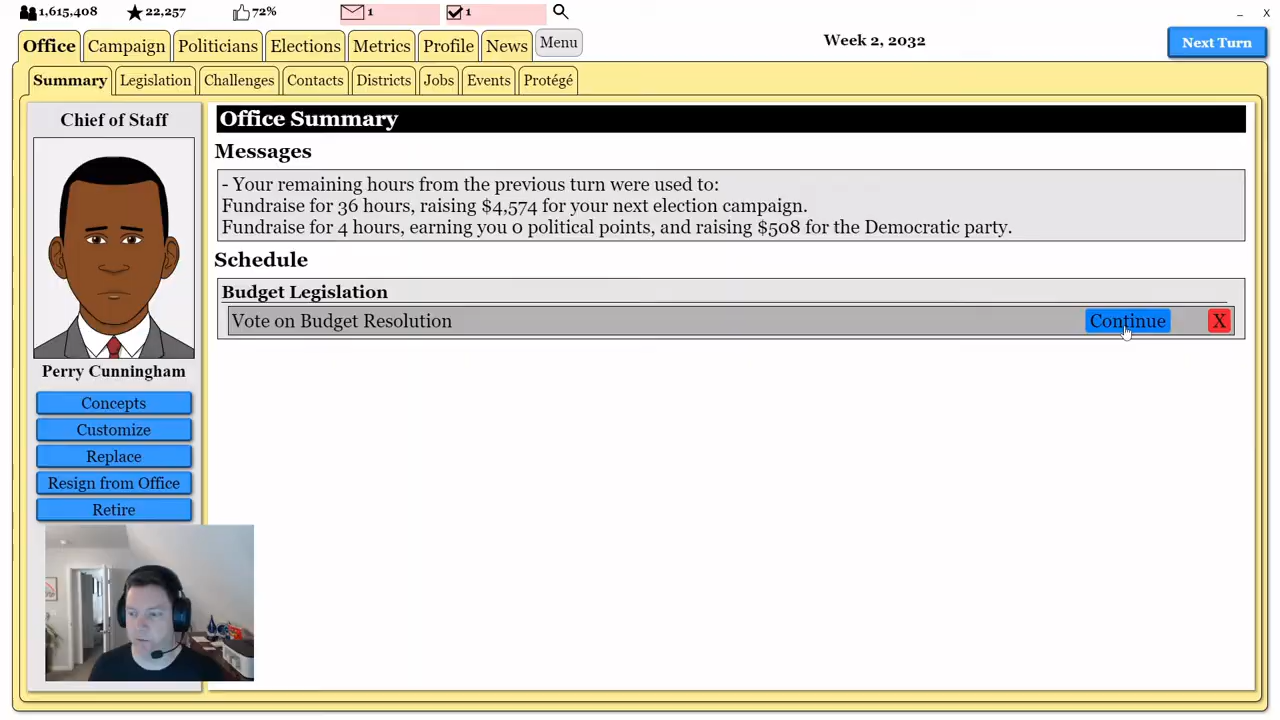 1,615,408 22,257 72% 1 1
_ X
Office Campaign Politicians Elections Metrics Profile News Menu
Week 2, 2032
Next Turn
Summary Legislation Challenges Contacts Districts Jobs Events Protégé
Chief of Staff
Perry Cunningham
Concepts
Customize
Replace
Resign from Office
Retire
Office Summary
Messages
- Your remaining hours from the previous turn were used to:
Fundraise for 36 hours, raising $4,574 for your next election campaign.
Fundraise for 4 hours, earning you 0 political points, and raising $508 for the Democratic party.
Schedule
Budget Legislation
Vote on Budget Resolution Continue X